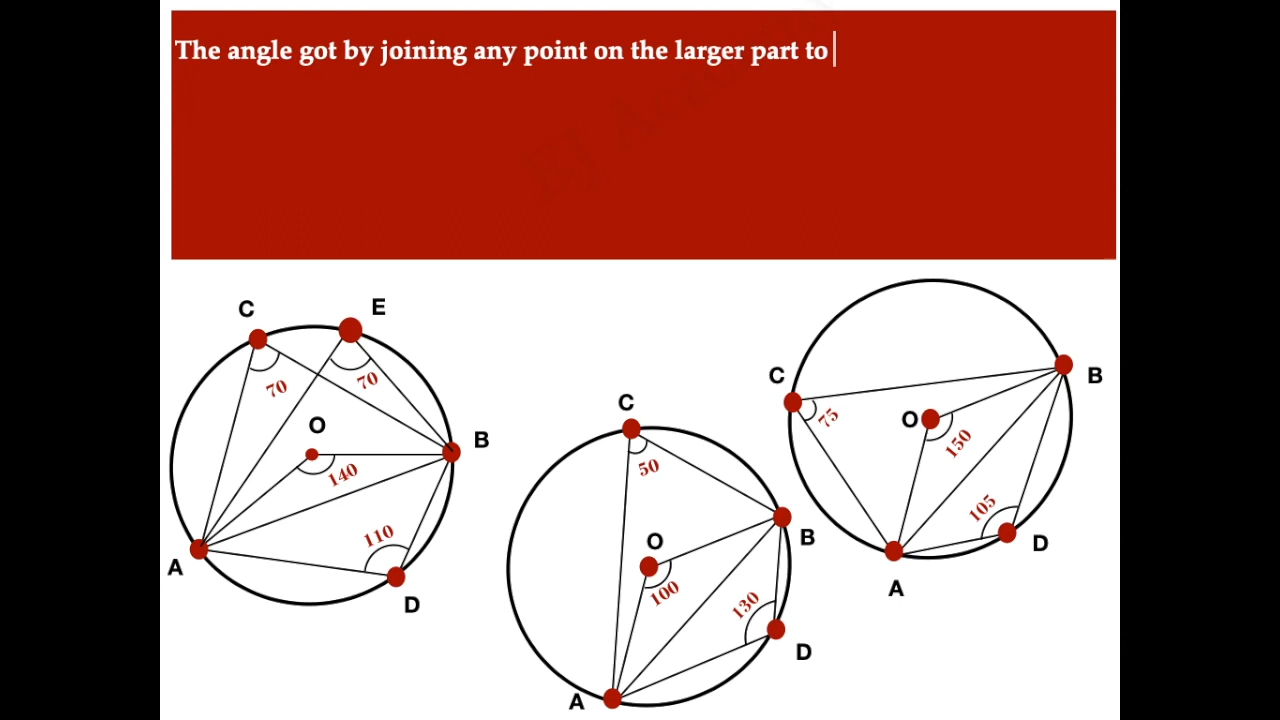 The angle got by joining any point on the larger part to
C
E
70
70
O
B
140
110
A
D
C
50
O
B
100
130
D
A
C
B
75
O
150
105
D
A